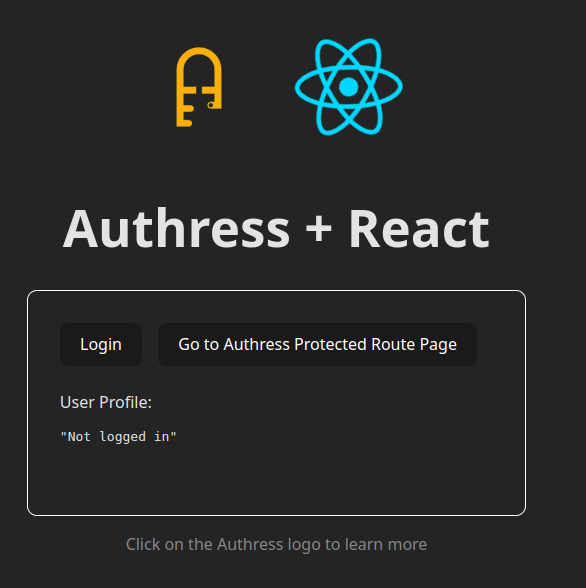 Authress + React
Login
Go to Authress Protected Route Page
User Profile:
"Not logged in"
Click on the Authress logo to learn more